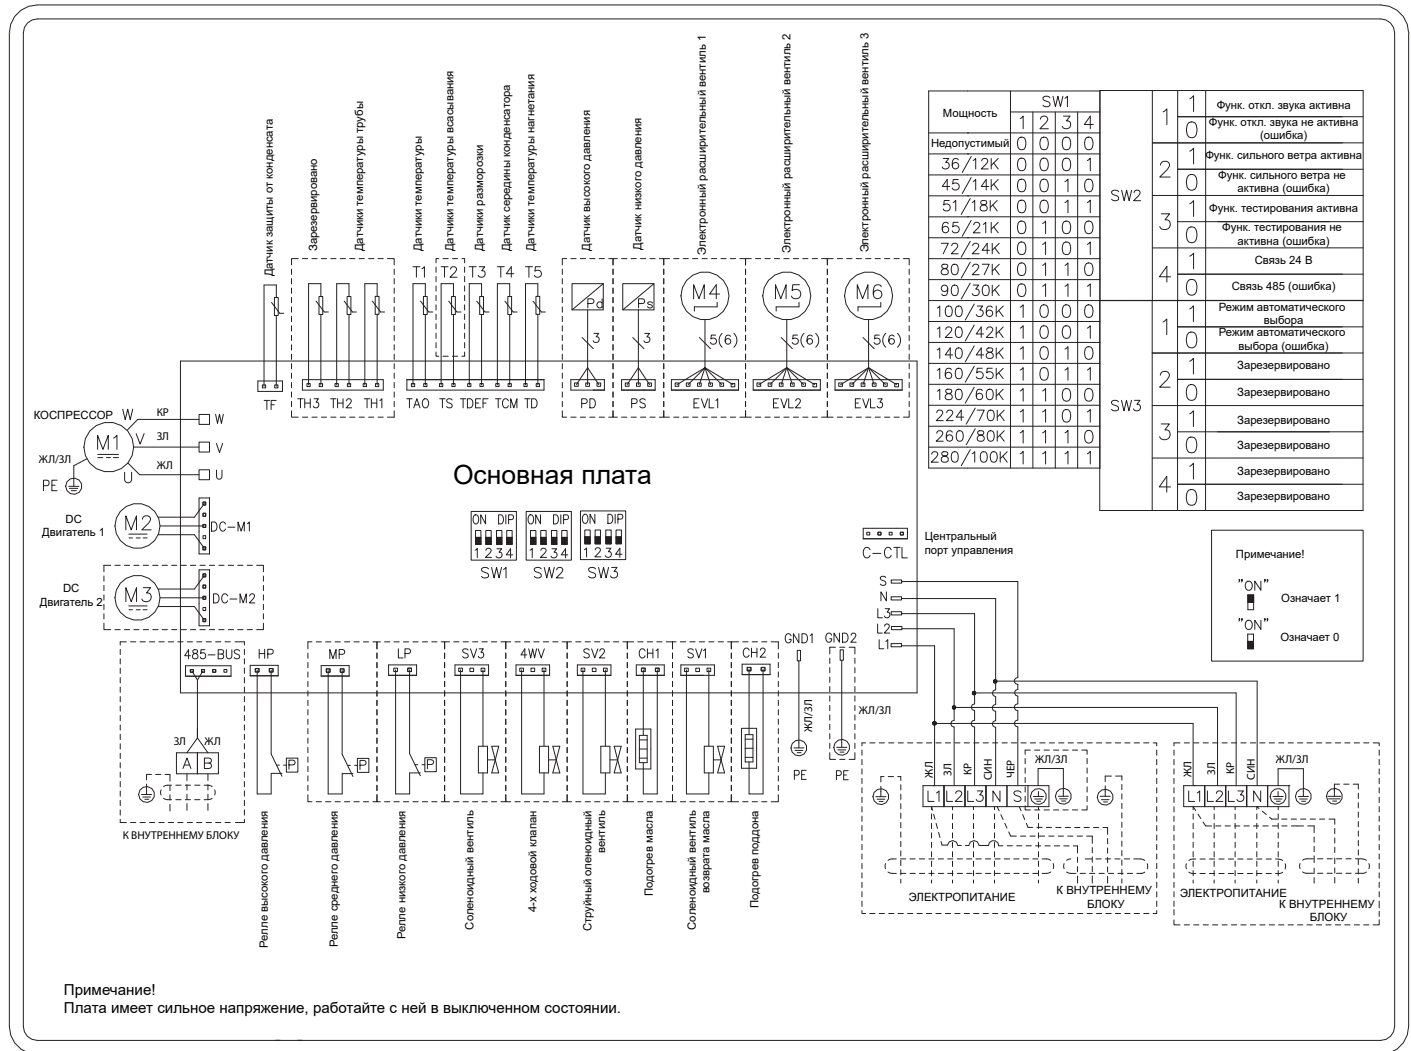 Датчик защиты от конденсата
Зарезервировано
Датчики температуры трубы
Датчики температуры
Датчики температуры всасывания
Датчики разморозки
Датчик середины конденсатора
Датчики температуры нагнетания
Датчик высокого давления
Датчик низкого давления
Электронный расширительный вентиль 1
Электронный расширительный вентиль 2
Электронный расширительный вентиль 3
T1 T2 T3 T4 T5
Pd Ps M4 M5 M6
3 3 5(6) 5(6) 5(6)
TF TH3 TH2 TH1 TAO TS TDEF TCM TD PD PS EVL1 EVL2 EVL3
Мощность SW1
1 2 3 4
Недопустимый 0 0 0 0
36/12K 0 0 0 1
45/14K 0 0 1 0
51/18K 0 0 1 1
65/21K 0 1 0 0
72/24K 0 1 0 1
80/27K 0 1 1 0
90/30K 0 1 1 1
100/36K 1 0 0 0
120/42K 1 0 0 1
140/48K 1 0 1 0
160/55K 1 0 1 1
180/60K 1 1 0 0
224/70K 1 1 0 1
260/80K 1 1 1 0
280/100K 1 1 1 1
SW2
1
1 Функ. откл. звука активна
0 Функ. откл. звука не активна
(ошибка)
2
1 Функ. сильного ветра активна
0 Функ. сильного ветра не
активна (ошибка)
3
1 Функ. тестирования активна
0 Функ. тестирования не
активна (ошибка)
4
1 Связь 24 В
0 Связь 485 (ошибка)
SW3
1
1 Режим автоматического
выбора
0 Режим автоматического
выбора (ошибка)
2
1 Зарезервировано
0 Зарезервировано
3
1 Зарезервировано
0 Зарезервировано
4
1 Зарезервировано
0 Зарезервировано
КОСПРЕССОР W КР W
M1 V ЗЛ V
ЖЛ/ЗЛ U ЖЛ U
PE
DC
Двигатель 1
M2 DC-M1
DC
Двигатель 2
M3 DC-M2
Основная плата
ON DIP ON DIP ON DIP
1 2 3 4 1 2 3 4 1 2 3 4
SW1 SW2 SW3
C-CTL
Центральный
порт управления
S
N
L3
L2
L1
Примечание!
"ON"
Означает 1
"ON"
Означает 0
485-BUS HP MP LP SV3 4WV SV2 CH1 SV1 CH2 GND1 GND2
ЗЛ ЖЛ
A B
К ВНУТРЕННЕМУ БЛОКУ
P P P
ЖЛ/ЗЛ
ЖЛ/ЗЛ
PE PE
Репле высокого давления
Репле среднего давления
Репле низкого давления
Соленоидный вентиль
4-х ходовой клапан
Струйный опеноидный
вентиль
Подогрев масла
Соленоидный вентиль
возврата масла
Подогрев поддона
ЖЛ ЗЛ КР СИН ЧЕР ЖЛ/ЗЛ
L1 L2 L3 N S
ЭЛЕКТРОПИТАНИЕ
К ВНУТРЕННЕМУ
БЛОКУ
ЖЛ ЗЛ КР СИН ЖЛ/ЗЛ
L1 L2 L3 N
ЭЛЕКТРОПИТАНИЕ
К ВНУТРЕННЕМУ
БЛОКУ
Примечание!
Плата имеет сильное напряжение, работайте с ней в выключенном состоянии.